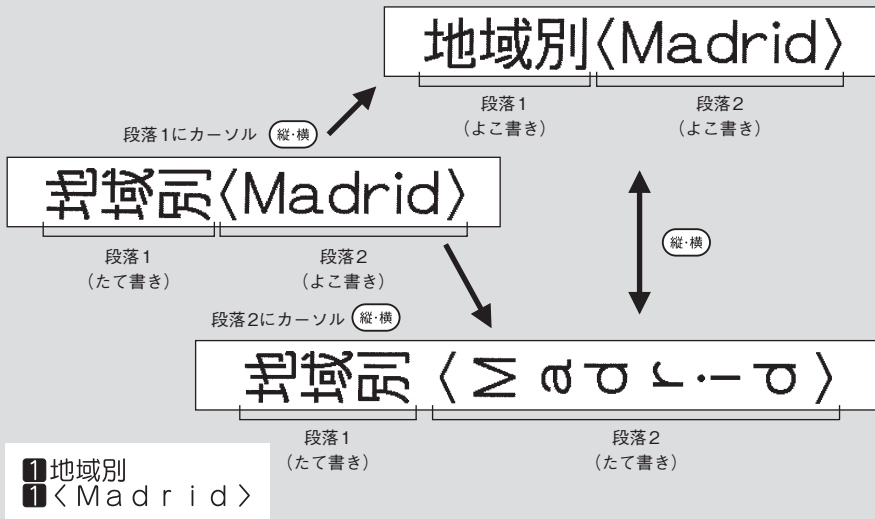 地域別〈Madrid〉
段落1
(よこ書き)
段落2
(よこ書き)
段落1にカーソル 縦·横
地域別〈Madrid〉
段落1
(たて書き)
段落2
(よこ書き)
縦·横
段落2にカーソル 縦·横
地域別〈Madrid〉
段落1
(たて書き)
段落2
(たて書き)
1地域別
1〈Madrid〉